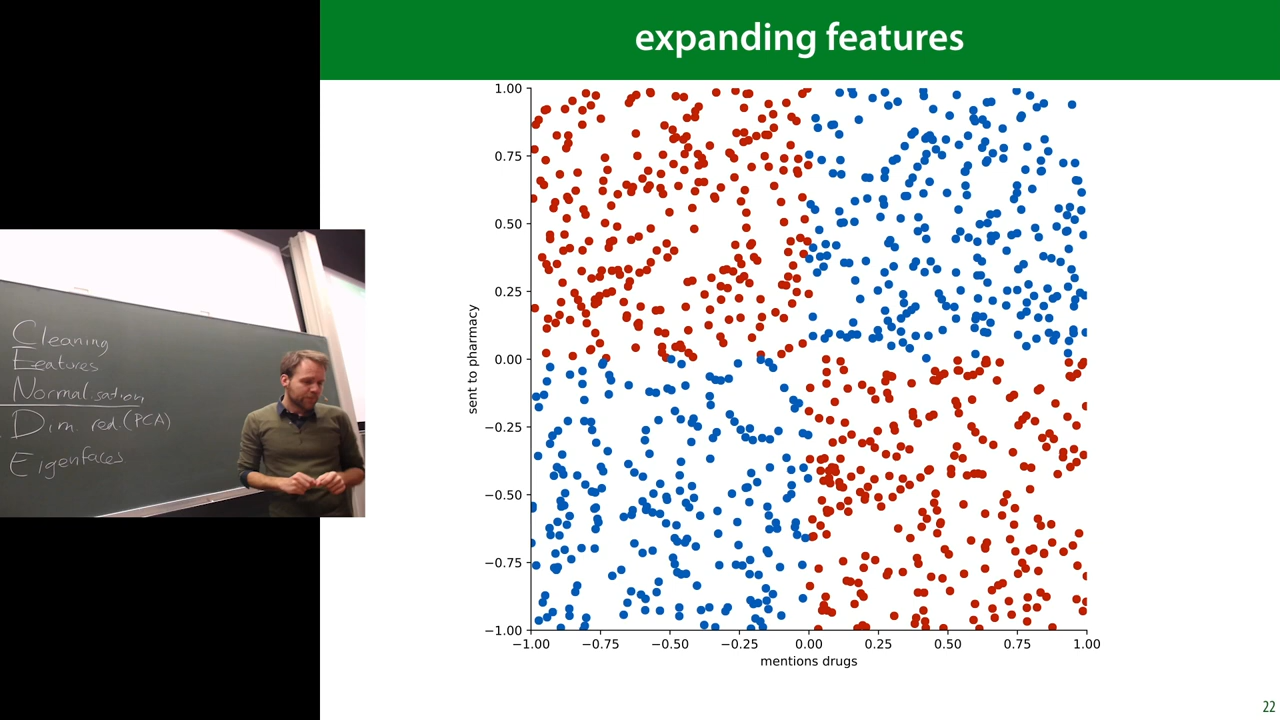 expanding features
Cleaning
Features
Normalisation
Dim. red. (PCA)
Eigenfaces
1.00
0.75
0.50
0.25
0.00
−0.25
−0.50
−0.75
−1.00
sent to pharmacy
−1.00 −0.75 −0.50 −0.25 0.00 0.25 0.50 0.75 1.00
mentions drugs
22